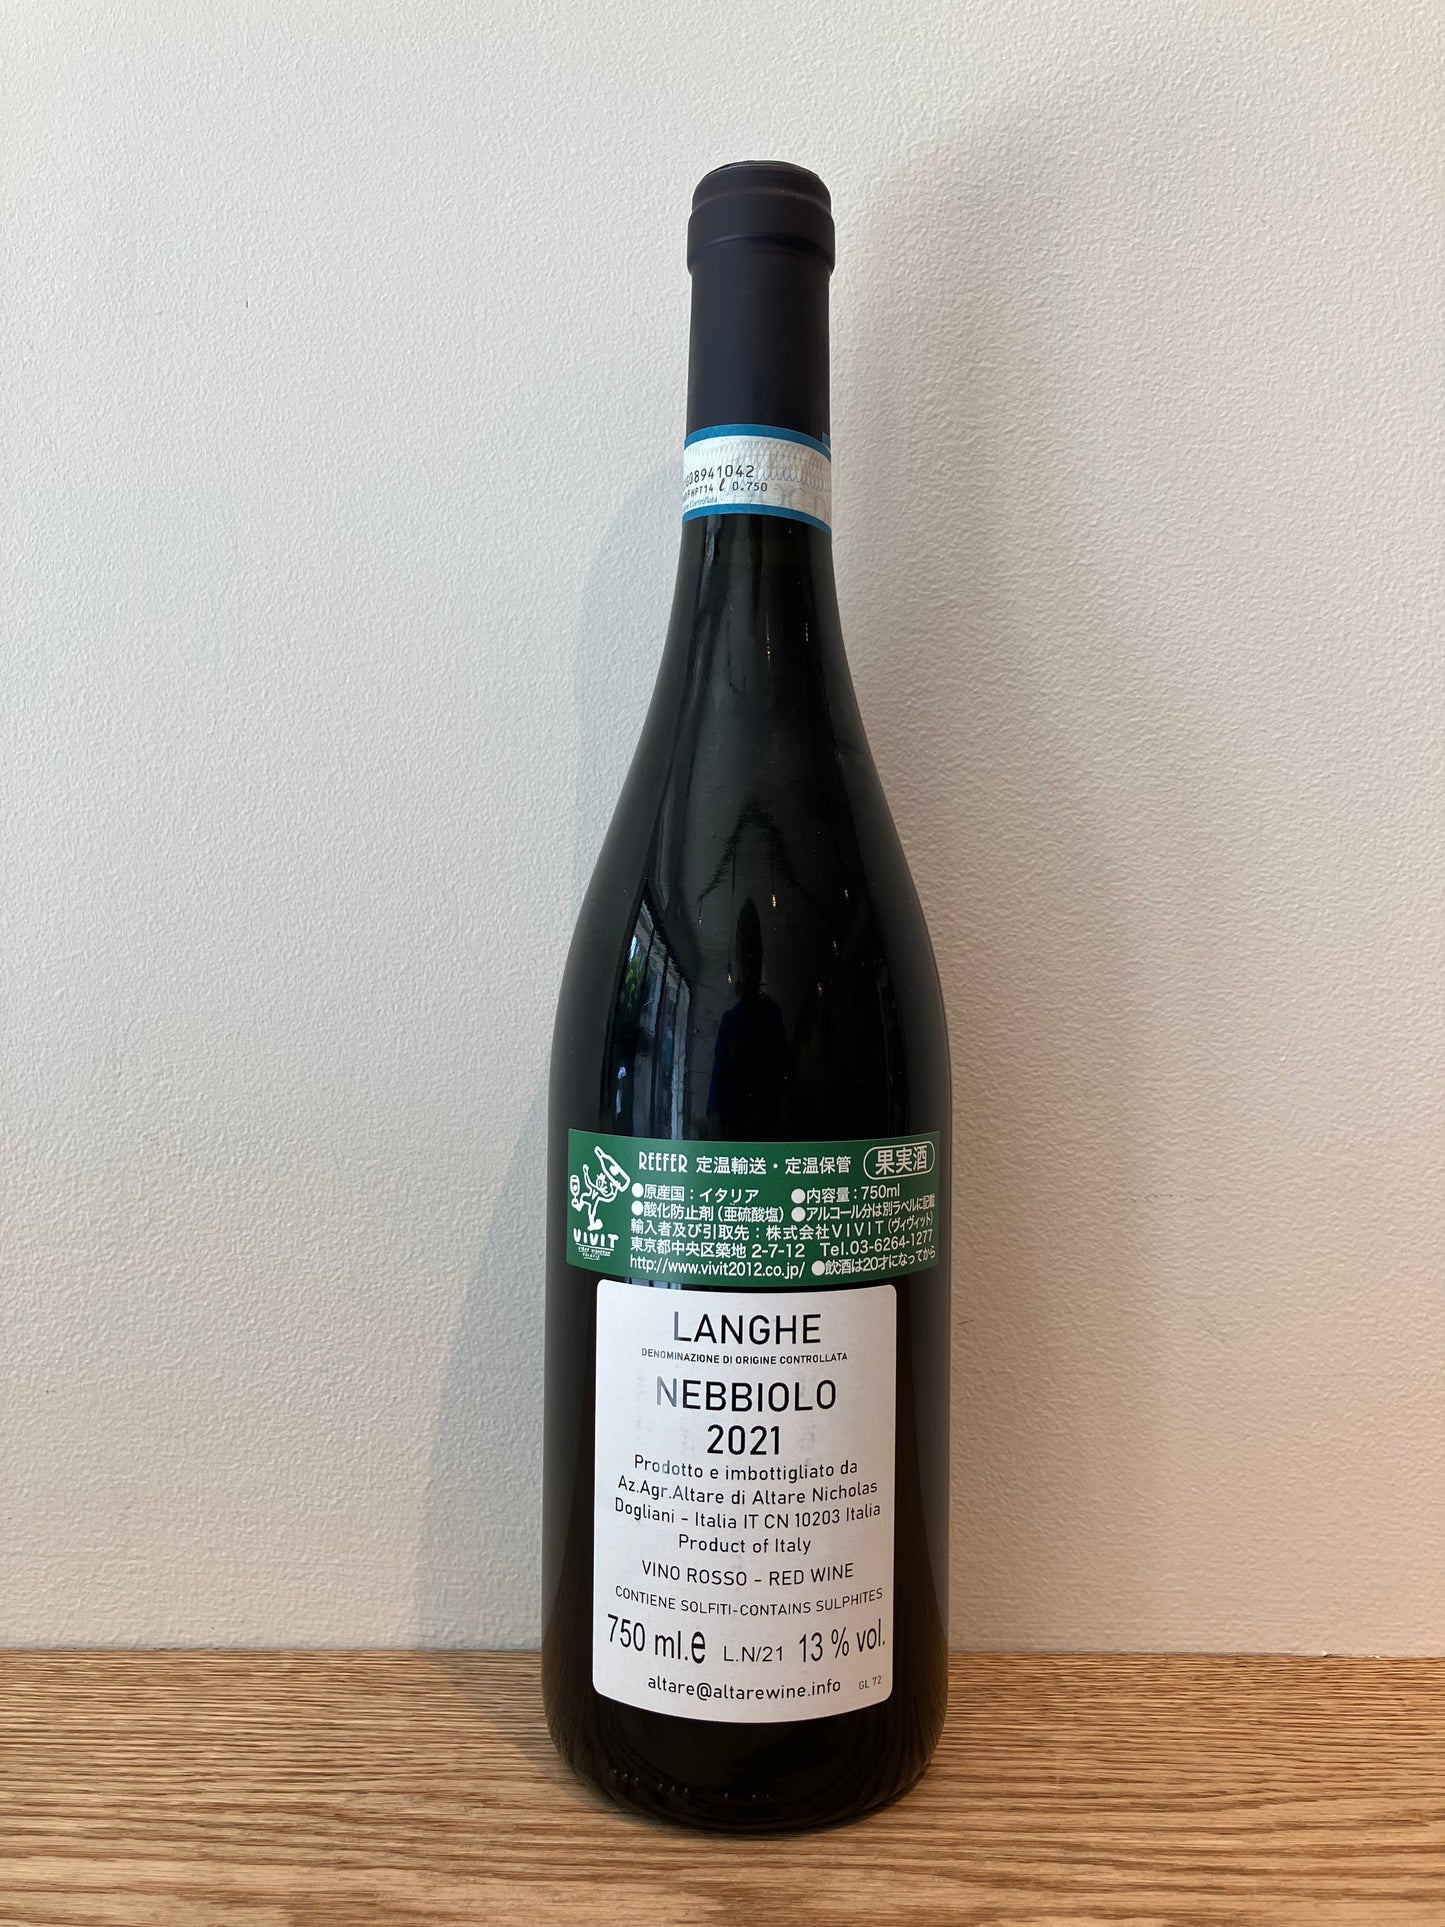 08941042
HPT14 ℓ 0.750
REEFER 定温輸送・定温保管 果実酒
●原産国：イタリア ●内容量：750ml
●酸化防止剤（亜硫酸塩） ●アルコール分は別ラベルに記載
輸入者及び引取先：株式会社VIVIT（ヴィヴィット）
東京都中央区築地 2-7-12 Tel.03-6264-1277
http://www.vivit2012.co.jp/ ●飲酒は20才になってから
VIVIT
LANGHE
DENOMINAZIONE DI ORIGINE CONTROLLATA
NEBBIOLO
2021
Prodotto e imbottigliato da
Az.Agr.Altare di Altare Nicholas
Dogliani - Italia IT CN 10203 Italia
Product of Italy
VINO ROSSO - RED WINE
CONTIENE SOLFITI-CONTAINS SULPHITES
750 ml.e L.N/21 13 % vol.
altare@altarewine.info GL 72